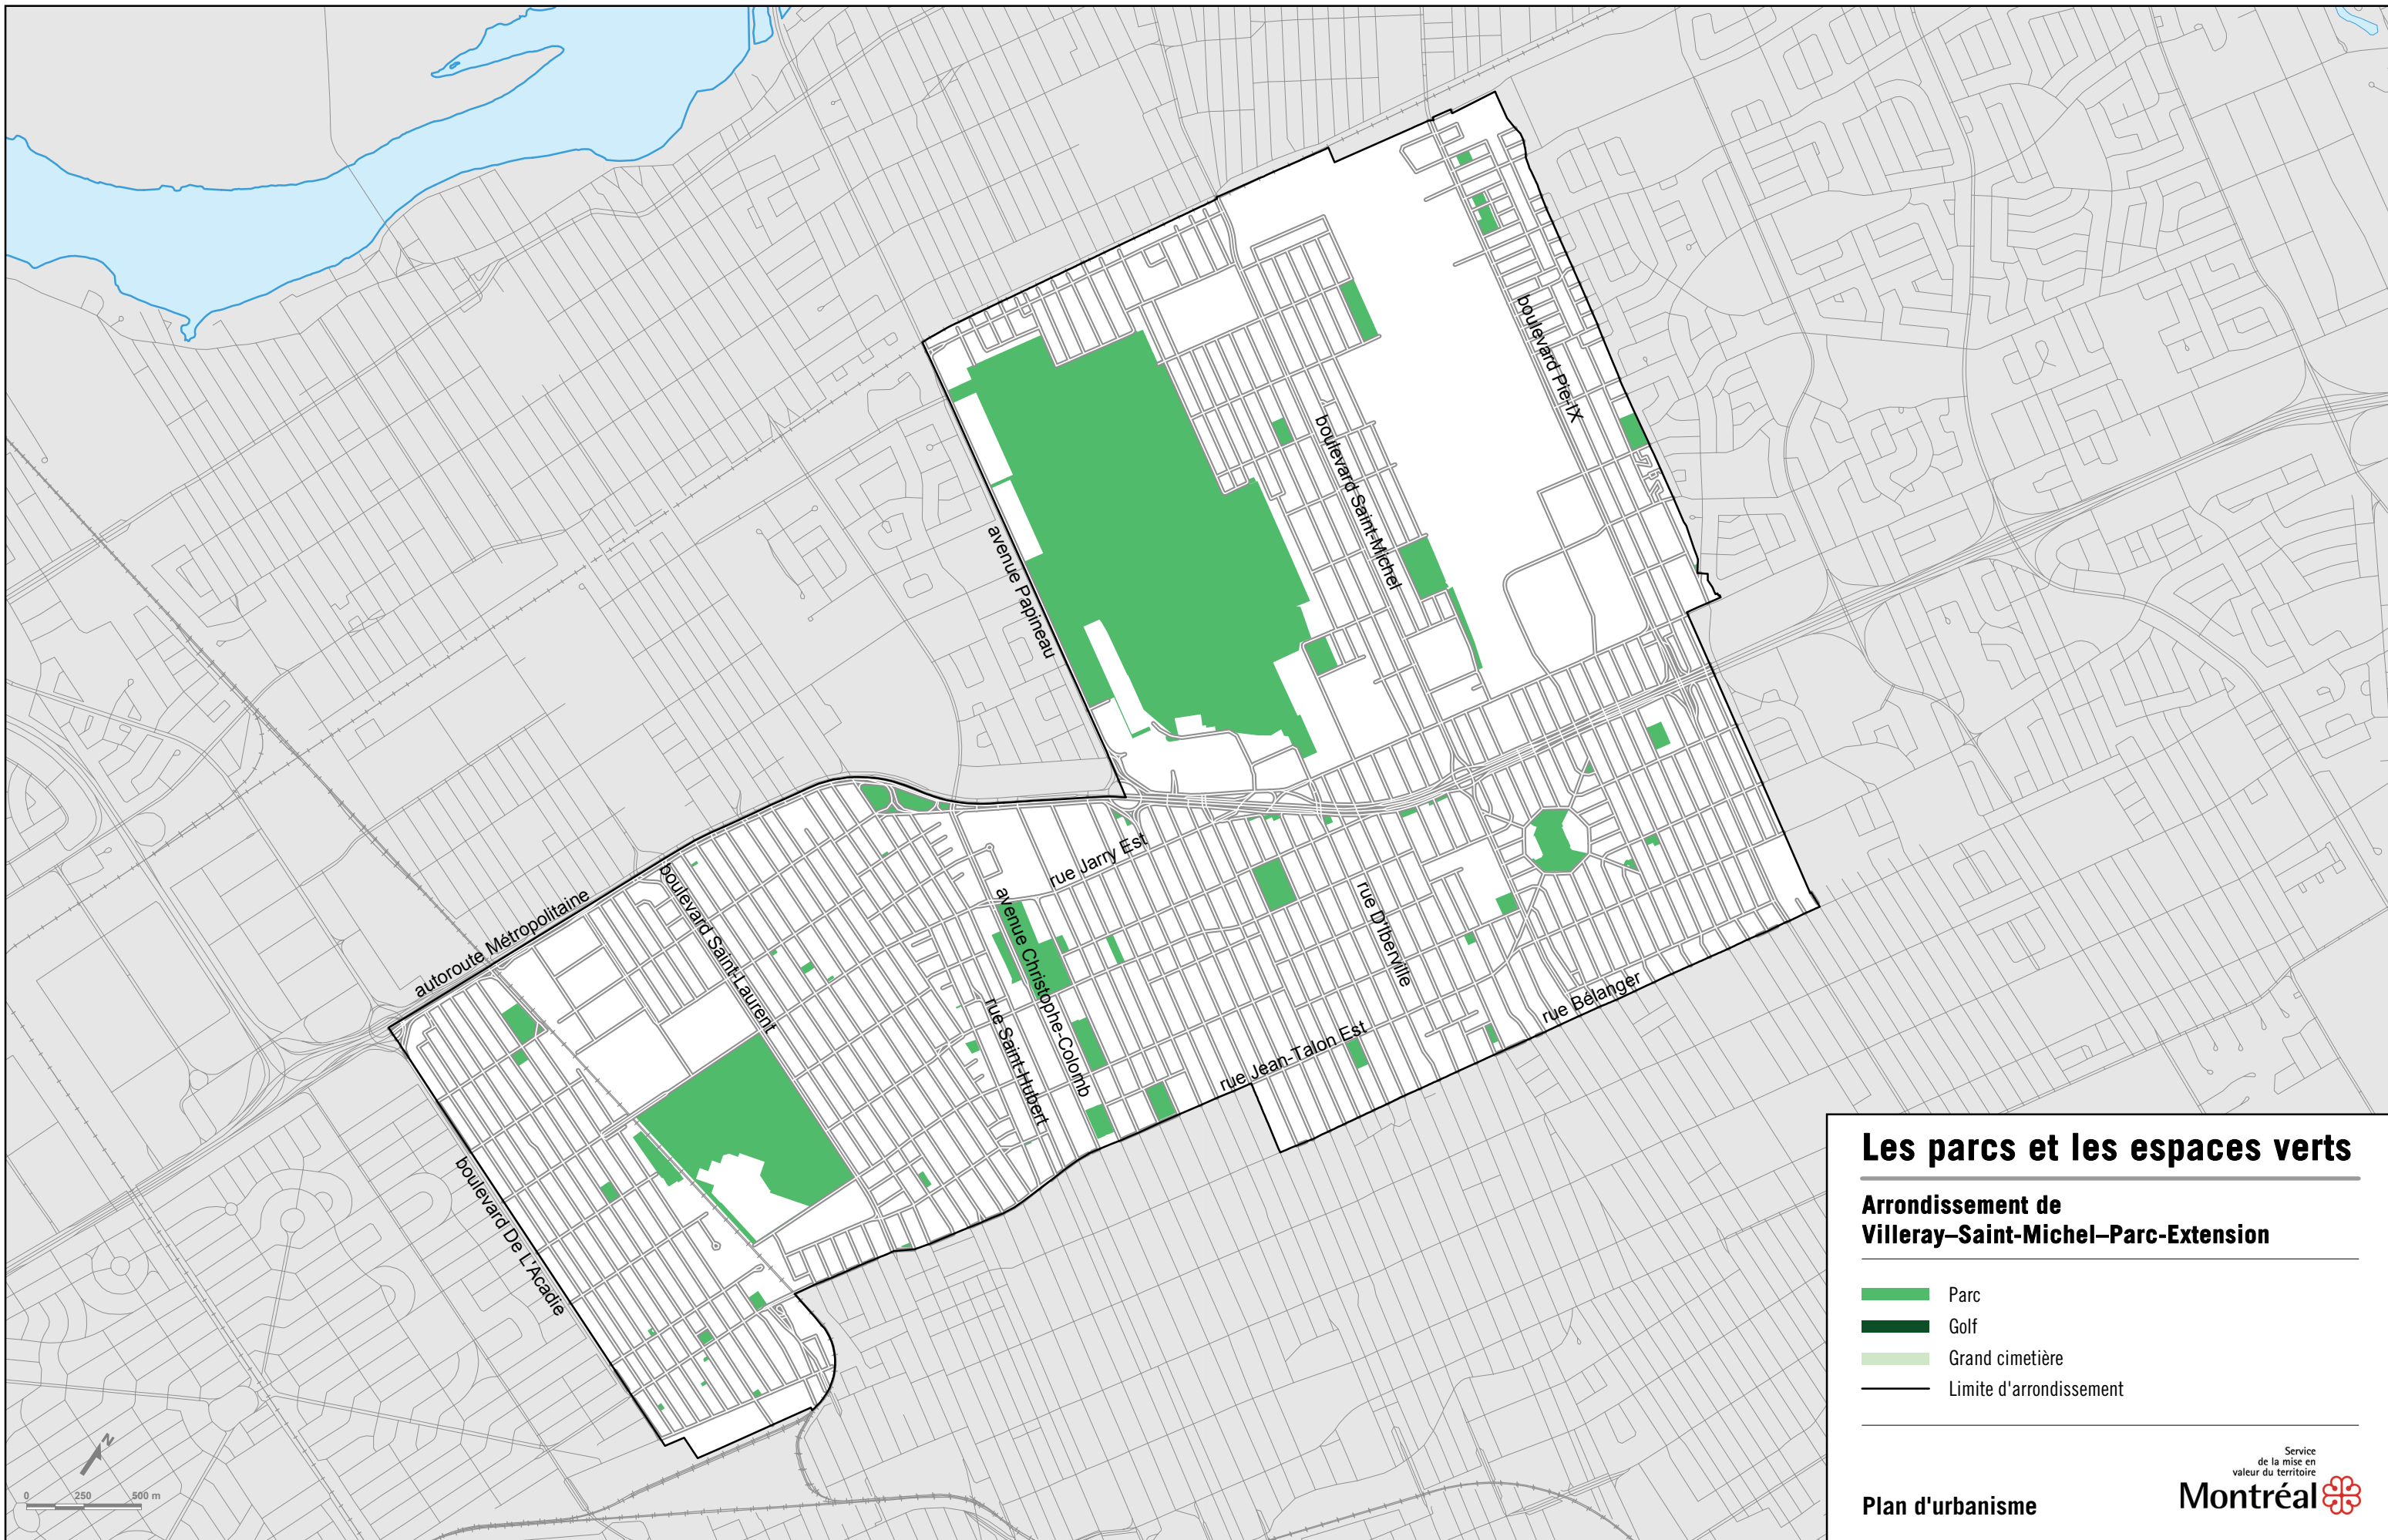 boulevard Pie-IX
boulevard Saint-Michel
avenue Papineau
rue Jarry Est
autoroute Métropolitaine
boulevard Saint-Laurent
avenue Christophe-Colomb
rue D'Iberville
rue Saint-Hubert
rue Bélanger
rue Jean-Talon Est
boulevard De L'Acadie
N
0 250 500 m
Les parcs et les espaces verts
Arrondissement de
Villeray–Saint-Michel–Parc-Extension
Parc
Golf
Grand cimetière
Limite d'arrondissement
Service
de la mise en
valeur du territoire
Montréal
Plan d'urbanisme